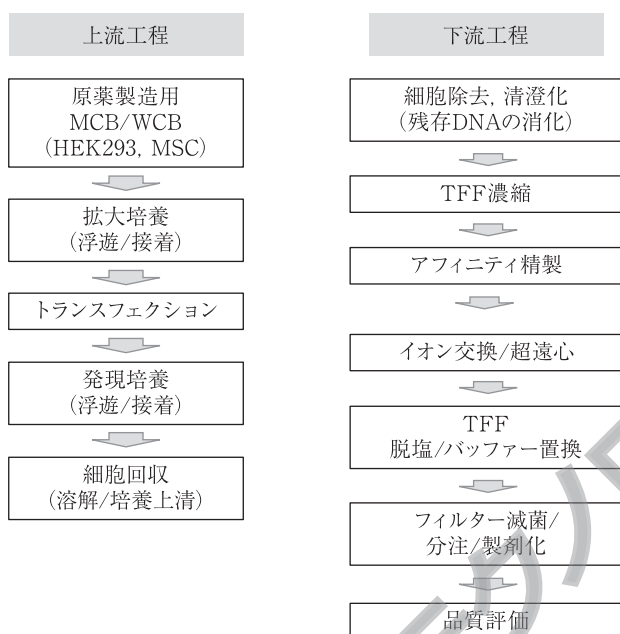 上流工程
原薬製造用
MCB/WCB
(HEK293, MSC)
拡大培養
(浮遊/接着)
トランスフェクション
発現培養
(浮遊/接着)
細胞回収
(溶解/培養上清)
下流工程
細胞除去, 清澄化
(残存DNAの消化)
TFF濃縮
アフィニティ精製
イオン交換/超遠心
TFF
脱塩/バッファー置換
フィルター滅菌/
分注/製剤化
品質評価